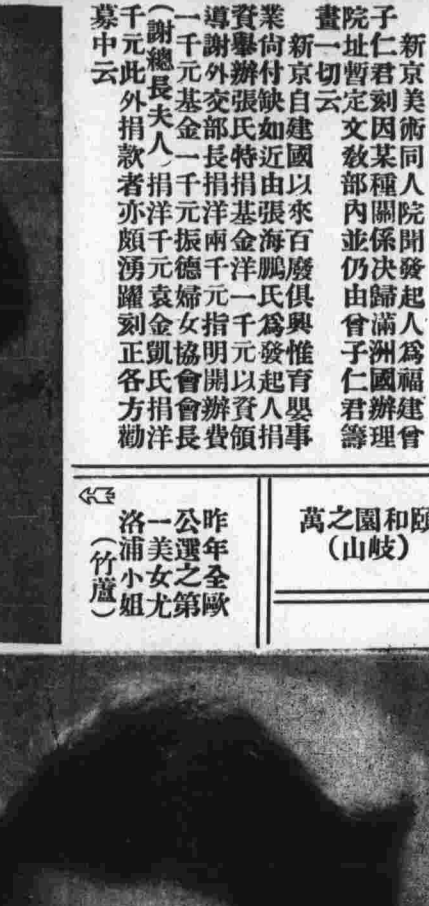 新京美術同人院聞發起人爲福建曾
子仁君刻因某種關係决歸滿洲國辦理
院址暫定文敎部內並仍由曾子仁君籌
畫一切云
新京自建國以來百廢俱興惟育嬰事
業尙付缺如近由張海鵬氏爲發起人捐
資舉辦張氏特捐基金洋一千元以資領
導謝外交部長捐洋兩千元指明開辦費
一千元基金一千元振德婦女協會會長
(謝總長夫人)捐洋千元袁金凱氏捐洋
千元此外捐款者亦頗湧躍刻正各方勸
募中云
頤和園之萬
(山岐)
昨年全歐
公選之第
一美女尤
洛浦小姐
(竹蘆)